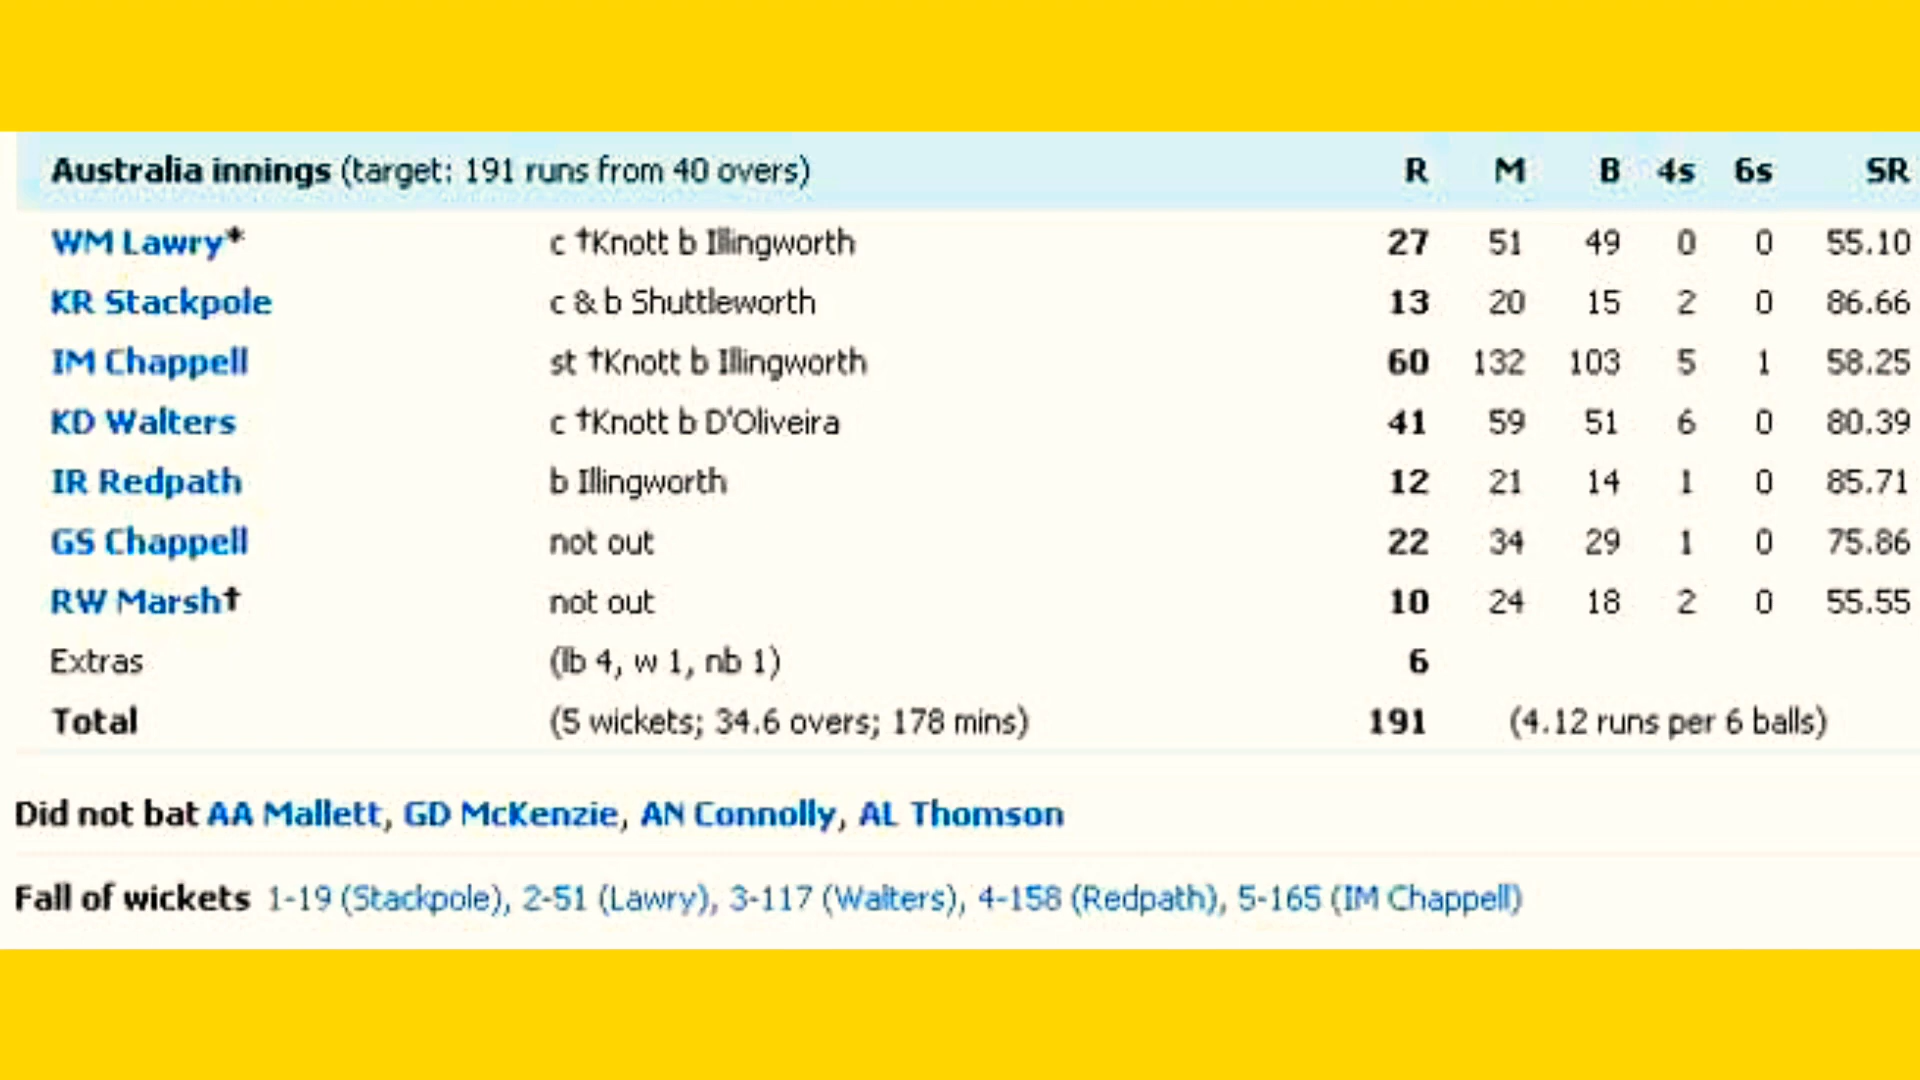 Australia innings (target: 191 runs from 40 overs) R M B 4s 6s SR
WM Lawry* c †Knott b Illingworth 27 51 49 0 0 55.10
KR Stackpole c & b Shuttleworth 13 20 15 2 0 86.66
IM Chappell st †Knott b Illingworth 60 132 103 5 1 58.25
KD Walters c †Knott b D'Oliveira 41 59 51 6 0 80.39
IR Redpath b Illingworth 12 21 14 1 0 85.71
GS Chappell not out 22 34 29 1 0 75.86
RW Marsh† not out 10 24 18 2 0 55.55
Extras (lb 4, w 1, nb 1) 6
Total (5 wickets; 34.6 overs; 178 mins) 191 (4.12 runs per 6 balls)
Did not bat AA Mallett, GD McKenzie, AN Connolly, AL Thomson
Fall of wickets 1-19 (Stackpole), 2-51 (Lawry), 3-117 (Walters), 4-158 (Redpath), 5-165 (IM Chappell)